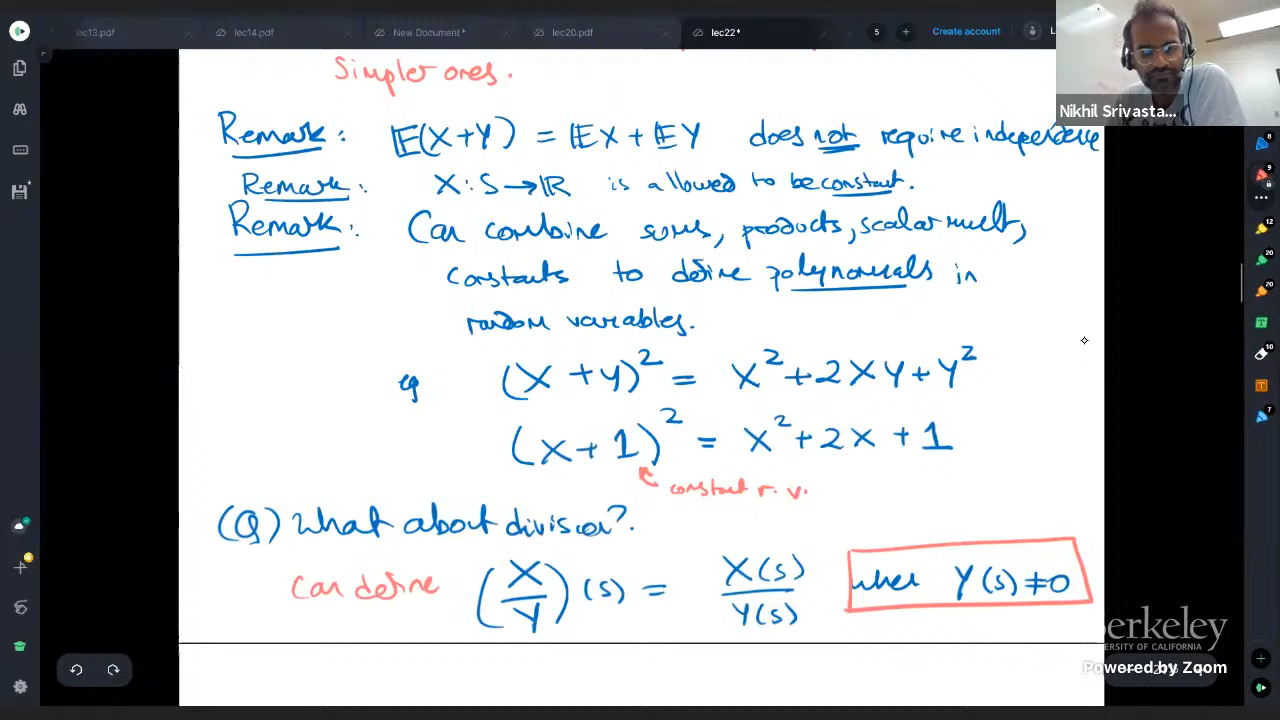 lec13.pdf lec14.pdf New Document* lec20.pdf lec22* 5 + Create account
Simpler ones.
Nikhil Srivasta...
Remark: 𝔼(X+Y) = 𝔼X + 𝔼Y does not require independence
Remark: X: S→ℝ is allowed to be constant.
Remark: Can combine sums, products, scalar mult,
constants to define polynomials in
random variables.
eg (X + Y)² = X² + 2XY + Y²
(X + 1)² = X² + 2X + 1
constant r.v.
(Q) What about division?
Can define (X/Y)(s) = X(s)/Y(s) when Y(s)≠0
Berkeley
UNIVERSITY OF CALIFORNIA
Powered by Zoom